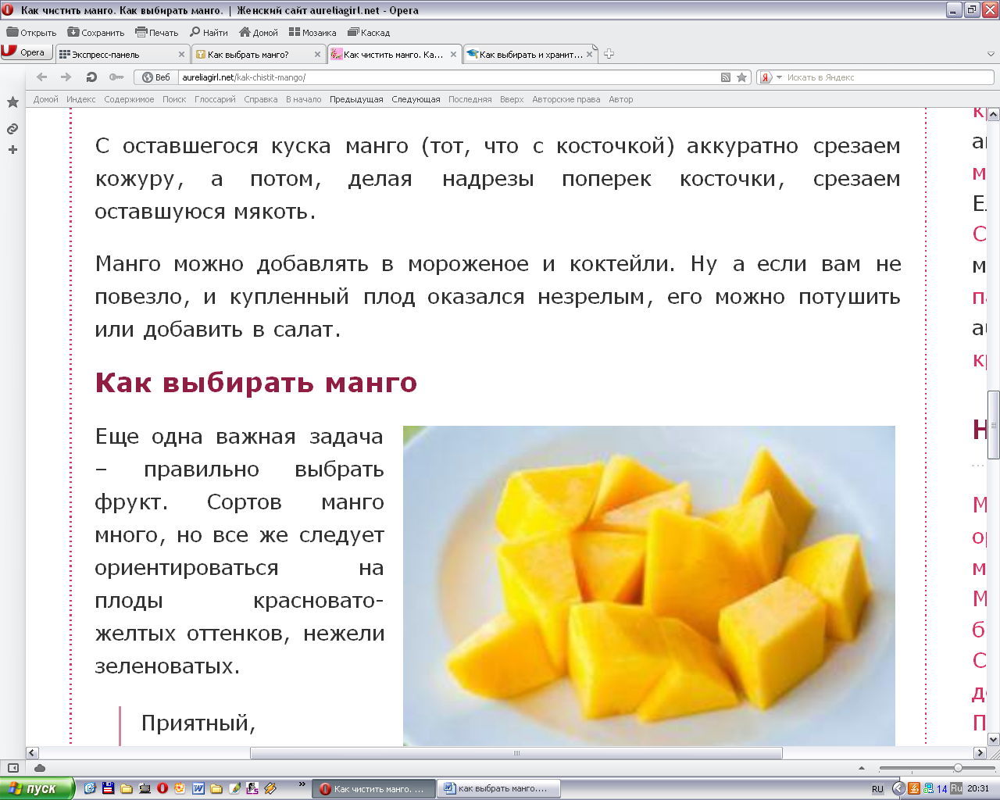 Как чистить манго. Как выбирать манго. | Женский сайт aureliagirl.net - Opera
Открыть Сохранить Печать Найти Домой Мозаика Каскад
Opera Экспресс-панель Как выбрать манго? Как чистить манго. Ка... Как выбирать и хранит...
Веб aureliagirl.net/kak-chistit-mango/ Искать в Яндекс
Домой Индекс Содержимое Поиск Глоссарий Справка В начало Предыдущая Следующая Последняя Вверх Авторские права Автор
С оставшегося куска манго (тот, что с косточкой) аккуратно срезаем
кожуру, а потом, делая надрезы поперек косточки, срезаем
оставшуюся мякоть.
Манго можно добавлять в мороженое и коктейли. Ну а если вам не
повезло, и купленный плод оказался незрелым, его можно потушить
или добавить в салат.
Как выбирать манго
Еще одна важная задача
– правильно выбрать
фрукт. Сортов манго
много, но все же следует
ориентироваться на
плоды красновато-
желтых оттенков, нежели
зеленоватых.
Приятный,
пуск
Как чистить манго. ...
как выбрать манго....
RU
14
Ru
20:31